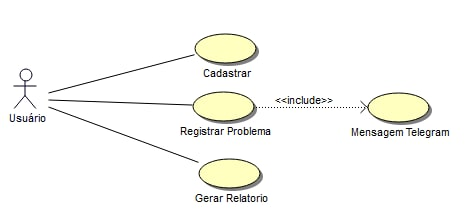 Cadastrar
Usuário
<<include>>
Registrar Problema
Mensagem Telegram
Gerar Relatorio